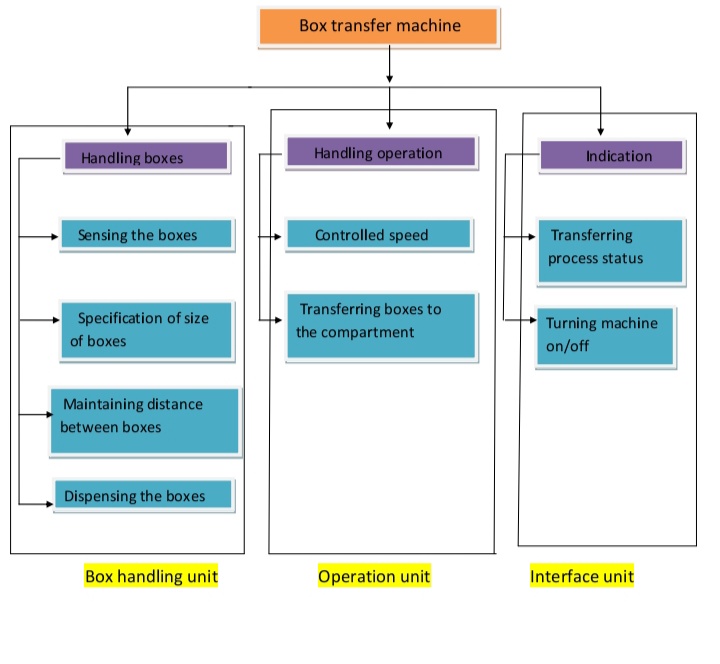 Box transfer machine
Handling boxes
Sensing the boxes
Specification of size
of boxes
Maintaining distance
between boxes
Dispensing the boxes
Box handling unit
Handling operation
Controlled speed
Transferring boxes to
the compartment
Operation unit
Indication
Transferring
process status
Turning machine
on/off
Interface unit